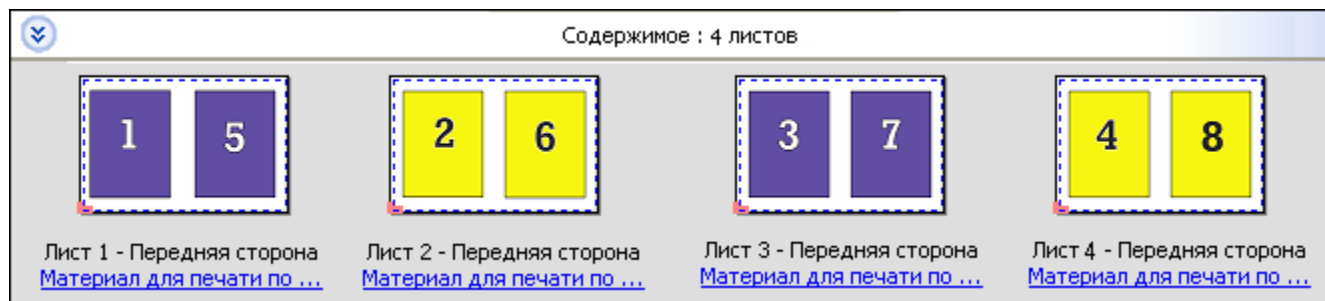 Содержимое : 4 листов
1 5 2 6 3 7 4 8
Лист 1 - Передняя сторона
Материал для печати по ...
Лист 2 - Передняя сторона
Материал для печати по ...
Лист 3 - Передняя сторона
Материал для печати по ...
Лист 4 - Передняя сторона
Материал для печати по ...